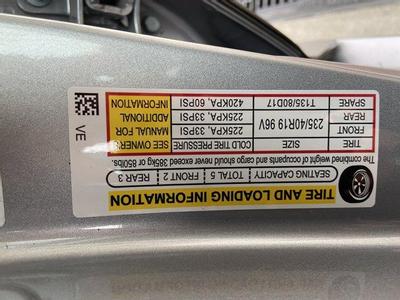 TIRE AND LOADING INFORMATION
SEATING CAPACITY TOTAL 5 FRONT 2 REAR 3
The combined weight of occupants and cargo should never exceed 385kg or 850lbs.
TIRE SIZE COLD TIRE PRESSURE SEE OWNERS
FRONT 235/40R19 96V 225KPA, 33PSI MANUAL FOR
REAR 225KPA, 33PSI ADDITIONAL
SPARE T135/80D17 420KPA, 60PSI INFORMATION
VE